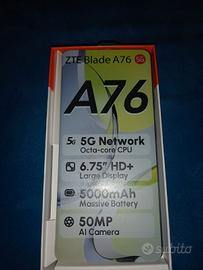 ZTE Blade A76 5G
A76
5G 5G Network
Octa-core CPU
6.75" HD+
Large Display
5000mAh
Massive Battery
50MP
AI Camera
subito